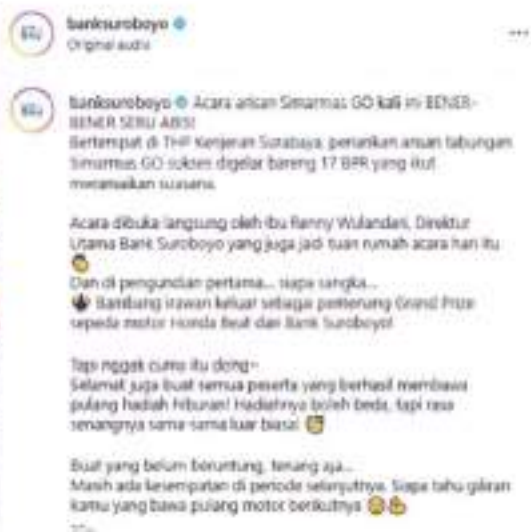 banksuroboyo
Original audio
banksuroboyo Acara arisan Simarmas GO kali ini BENER-
BENER SERU ABIS!
Bertempat di THP Kenjeran Surabaya, penarikan arisan tabungan
Simarmas GO sukses digelar bareng 17 BPR yang ikut
meramaikan suasana.
Acara dibuka langsung oleh Ibu Renny Wulandari, Direktur
Utama Bank Suroboyo yang juga jadi tuan rumah acara hari itu
Dan di pengundian pertama... siapa sangka...
Bambang Irawan keluar sebagai pemenang Grand Prize
sepeda motor Honda Beat dari Bank Suroboyo!
Tapi nggak cuma itu dong~
Selamat juga buat semua peserta yang berhasil membawa
pulang hadiah hiburan! Hadiahnya boleh beda, tapi rasa
senangnya sama-sama luar biasa!
Buat yang belum beruntung, tenang aja...
Masih ada kesempatan di periode selanjutnya. Siapa tahu giliran
kamu yang bawa pulang motor berikutnya